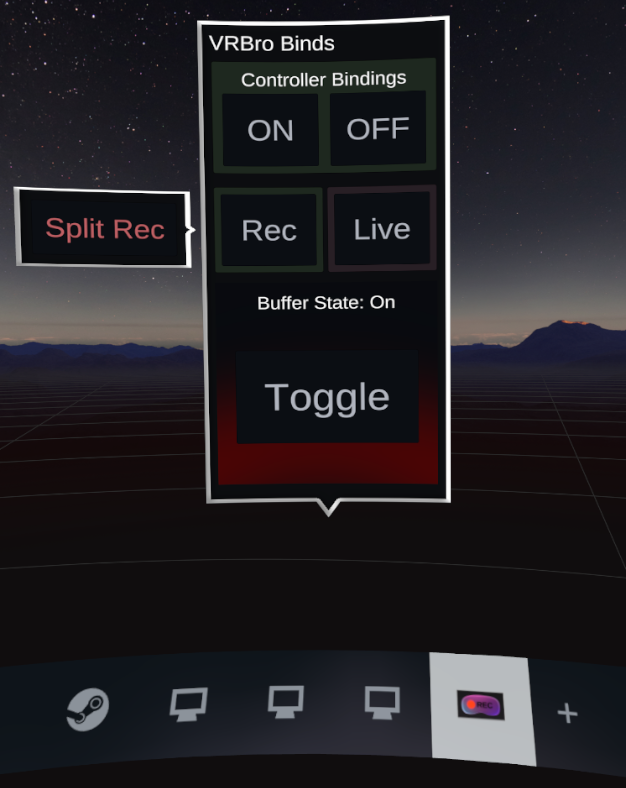 VRBro Binds
Controller Bindings
ON OFF
Split Rec
Rec Live
Buffer State: On
Toggle
REC